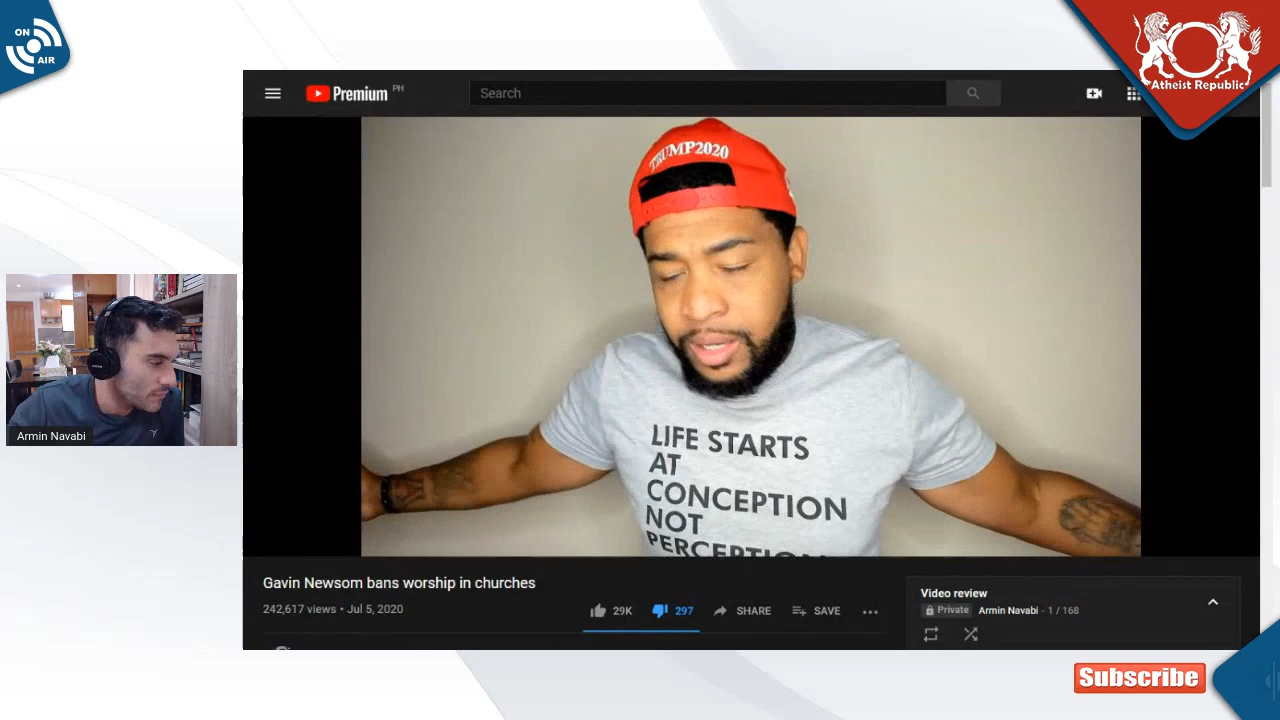 ON
AIR
Premium PH
Search
Atheist Republic
TRUMP2020
LIFE STARTS
AT
CONCEPTION
NOT
PERCEPTION
Armin Navabi
Gavin Newsom bans worship in churches
242,617 views • Jul 5, 2020
29K
297
SHARE
SAVE
Video review
Private Armin Navabi - 1 / 168
Subscribe